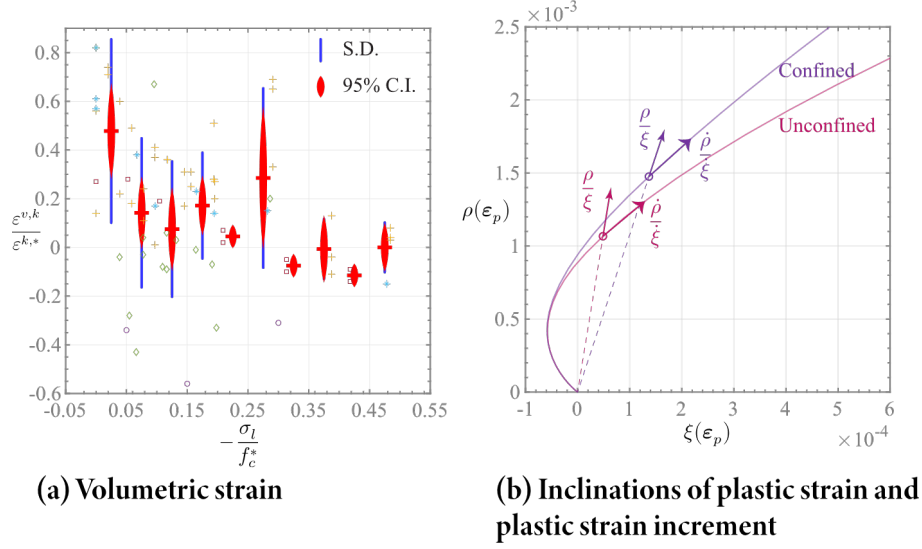 0.8
0.6
0.4
0.2
0
-0.2
-0.4
-0.6
-0.05 0.05 0.15 0.25 0.35 0.45 0.55
S.D.
95% C.I.
ε^{v,k}
ε^{k,*}
− σ_l
f_c^*
(a) Volumetric strain
×10^{-3}
2.5
2
1.5
1
0.5
0
-1 0 1 2 3 4 5 6
×10^{-4}
Confined
Unconfined
ρ
ξ
ρ̇
ξ̇
ρ
ξ
ρ̇
ξ̇
ρ(ε_p)
ξ(ε_p)
(b) Inclinations of plastic strain and
plastic strain increment